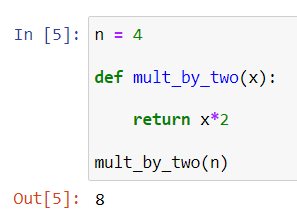 In [5]: n = 4
def mult_by_two(x):
    return x*2
mult_by_two(n)
Out[5]: 8